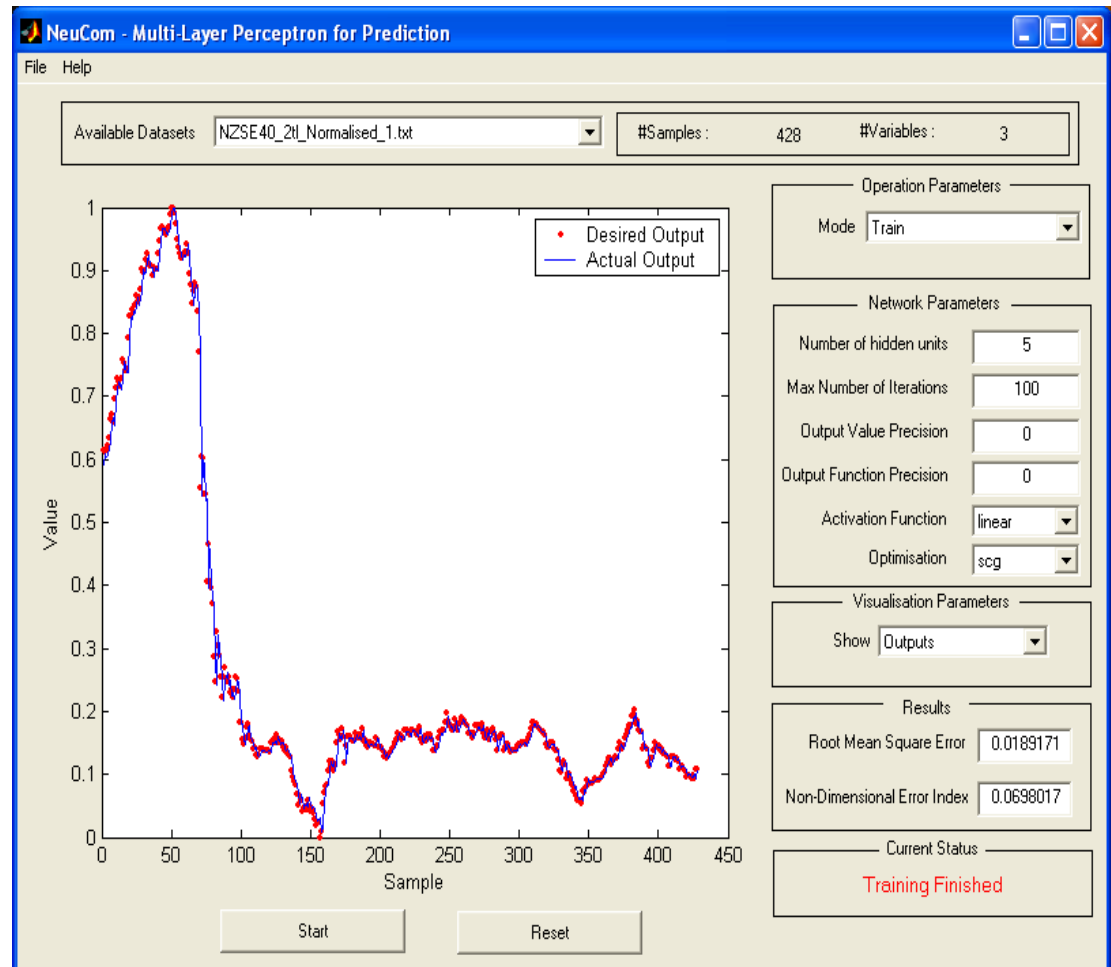 NeuCom - Multi-Layer Perceptron for Prediction
File Help
Available Datasets NZSE40_2tl_Normalised_1.txt #Samples : 428 #Variables : 3
Operation Parameters
Mode Train
Network Parameters
Number of hidden units 5
Max Number of Iterations 100
Output Value Precision 0
Output Function Precision 0
Activation Function linear
Optimisation scg
Visualisation Parameters
Show Outputs
Results
Root Mean Square Error 0.0189171
Non-Dimensional Error Index 0.0698017
Current Status
Training Finished
Desired Output
Actual Output
Value
1
0.9
0.8
0.7
0.6
0.5
0.4
0.3
0.2
0.1
0
0 50 100 150 200 250 300 350 400 450
Sample
Start Reset